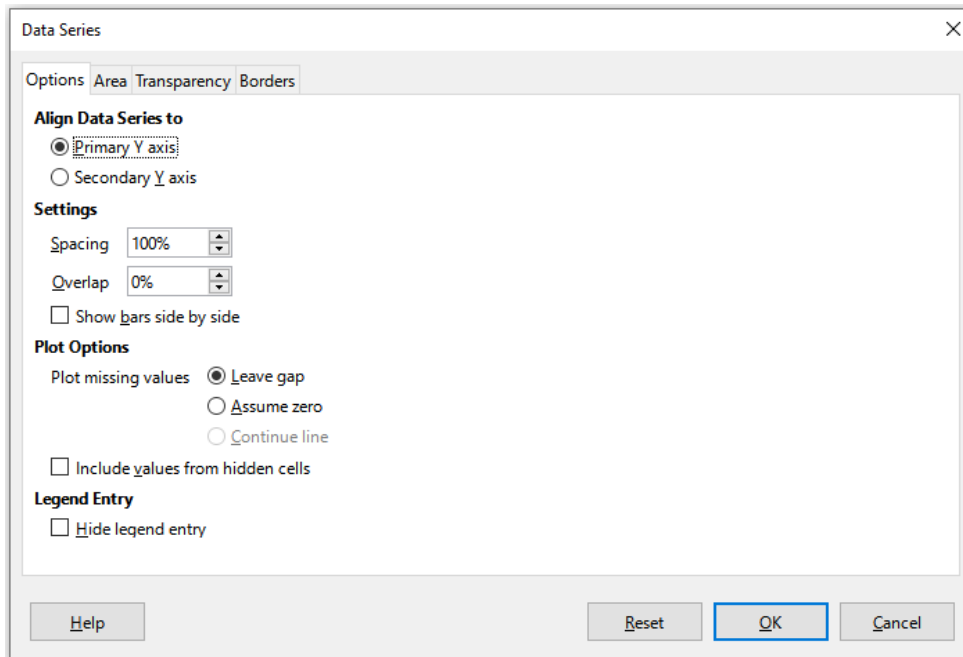 Data Series
Options Area Transparency Borders
Align Data Series to
Primary Y axis
Secondary Y axis
Settings
Spacing 100%
Overlap 0%
Show bars side by side
Plot Options
Plot missing values Leave gap
Assume zero
Continue line
Include values from hidden cells
Legend Entry
Hide legend entry
Help Reset OK Cancel